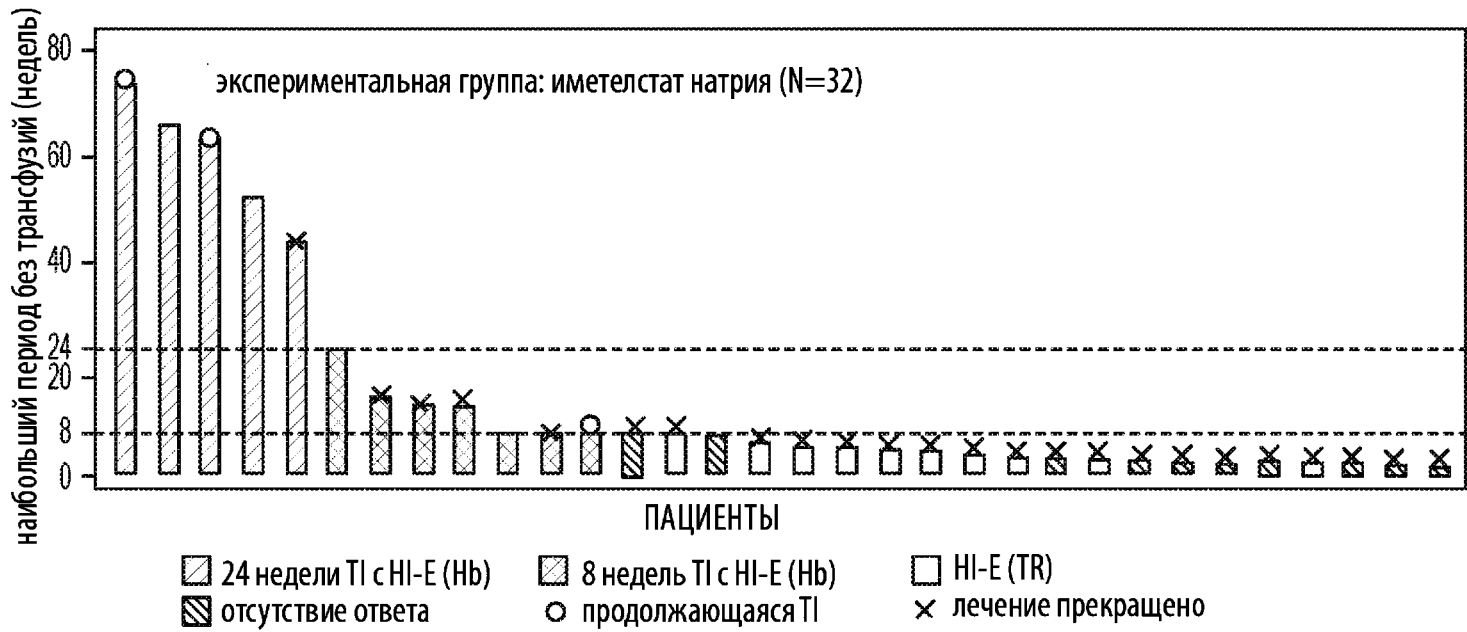 наибольший период без трансфузий (недель)
80
60
40
24
20
8
0
экспериментальная группа: иметелстат натрия (N=32)
ПАЦИЕНТЫ
24 недели TI с HI-E (Hb)
8 недель TI с HI-E (Hb)
HI-E (TR)
отсутствие ответа
продолжающаяся TI
лечение прекращено